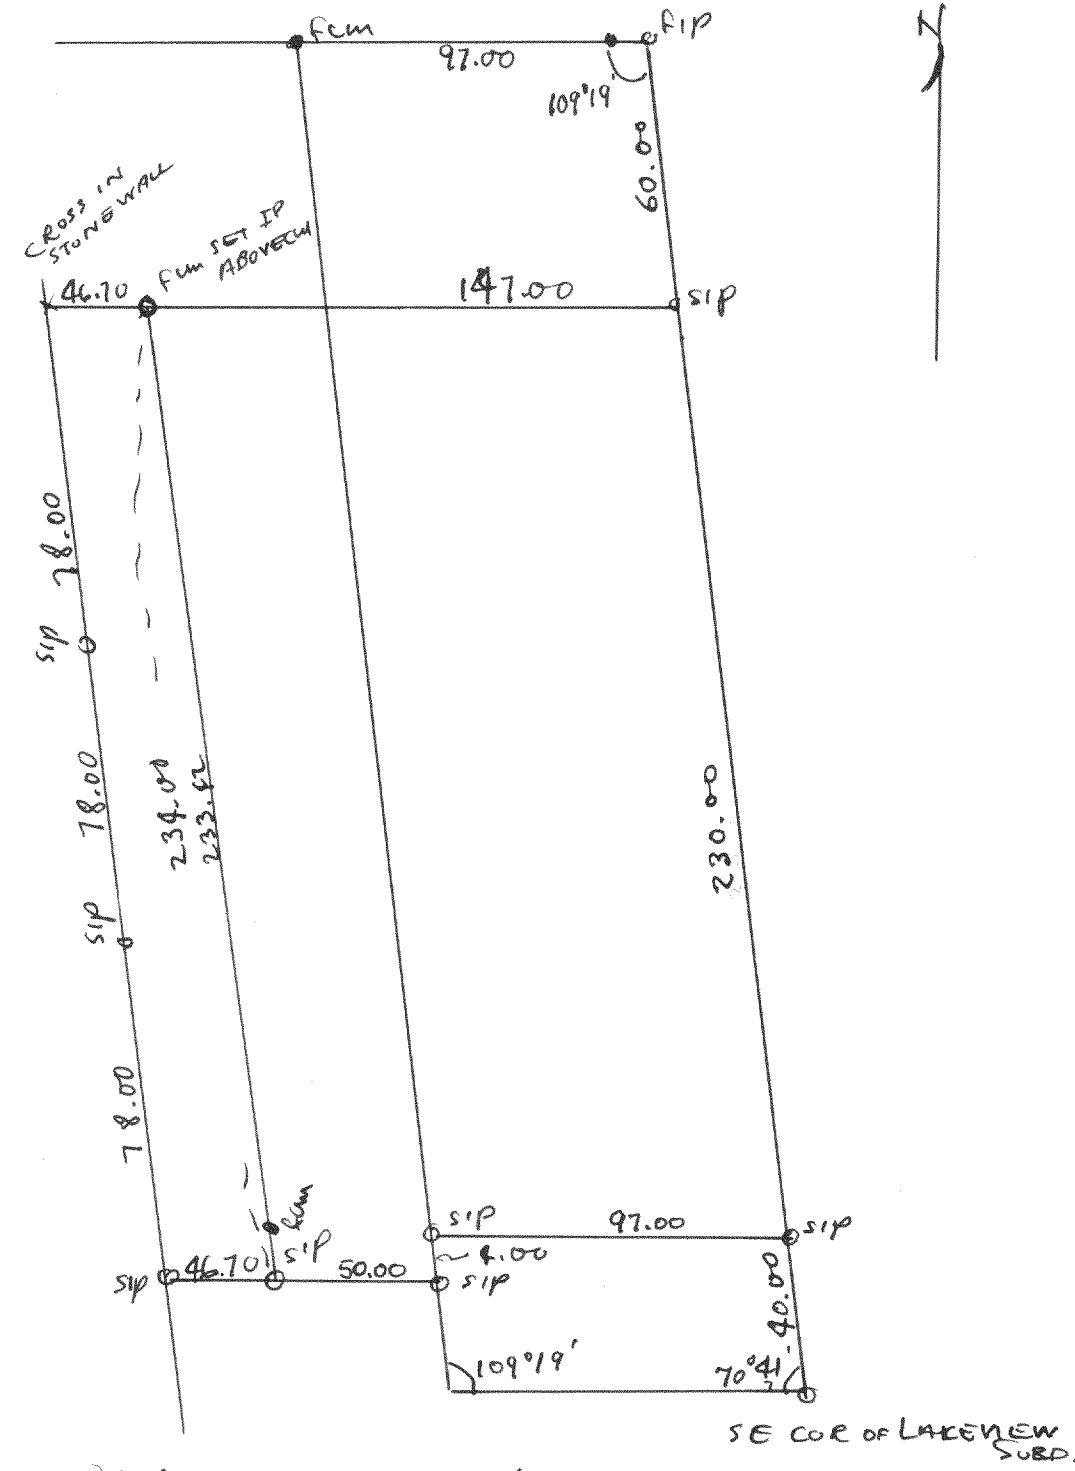 fcm
fip
N
97.00
109°19'
60.00
CROSS IN
STONEWALL
fcm SET IP
ABOVE CM
46.70
147.00
SIP
78.00
SIP
78.00
234.00
233.42
230.00
SIP
78.00
fcm
SIP
97.00
SIP
4.00
SIP
46.70
SIP
50.00
SIP
40.00
109°19'
70°41'
SE COR OF LAKEVIEW
SUBD.